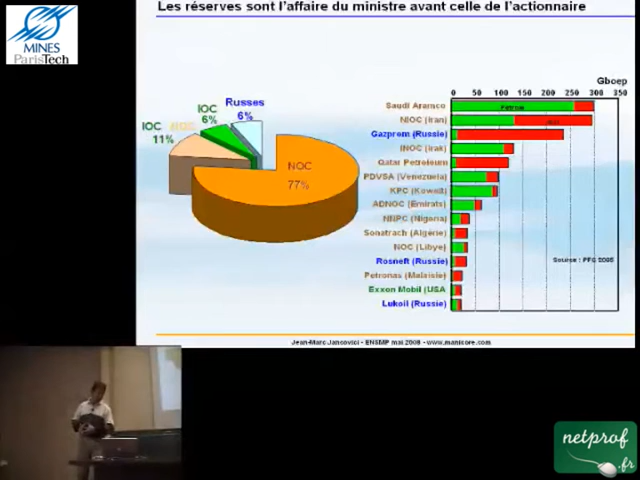 Les réserves sont l'affaire du ministre avant celle de l'actionnaire
MINES
ParisTech
Gboep
0 50 100 150 200 250 300 350
Russes
6%
IOC
6%
IOC
11%
NOC
77%
Saudi Aramco
NIOC (Iran)
Gazprom (Russie)
INOC (Irak)
Qatar Petroleum
PDVSA (Venezuela)
KPC (Koweit)
ADNOC (Emirats)
NNPC (Nigeria)
Sonatrach (Algérie)
NOC (Libye)
Rosneft (Russie)
Petronas (Malaisie)
Exxon Mobil (USA
Lukoil (Russie)
Source : PFC 2006
Jean-Marc Jancovici - ENSMP mai 2008 - www.manicore.com
netprof
.fr